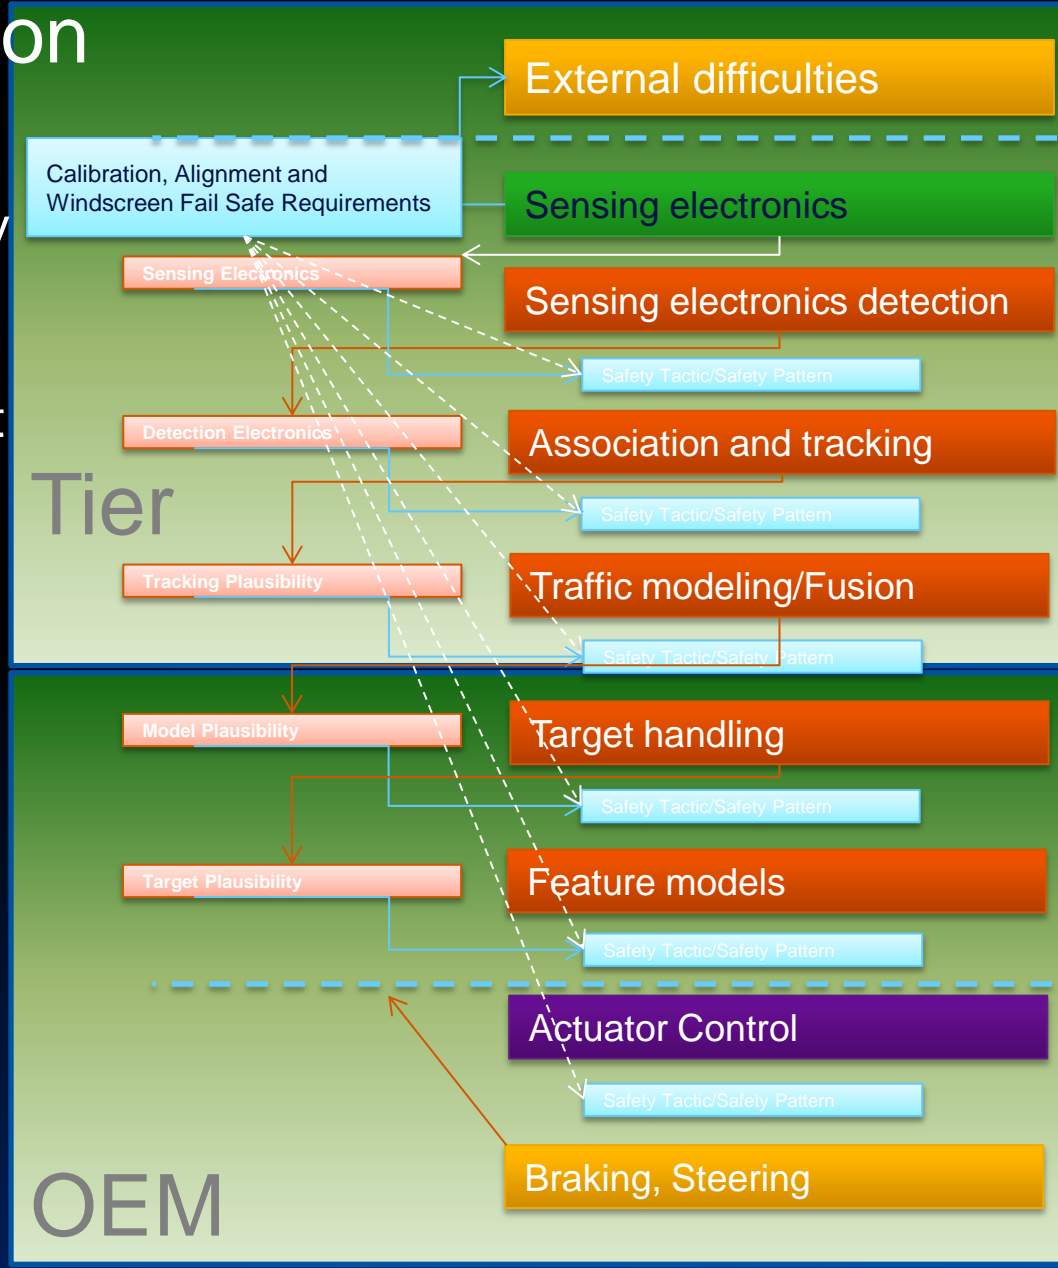 on
External difficulties
Calibration, Alignment and
Windscreen Fail Safe Requirements
Sensing electronics
y
Sensing Electronics
Sensing electronics detection
Safety Tactic/Safety Pattern
t
Detection Electronics
Association and tracking
Tier
Safety Tactic/Safety Pattern
Tracking Plausibility
Traffic modeling/Fusion
Safety Tactic/Safety Pattern
Model Plausibility
Target handling
Safety Tactic/Safety Pattern
Target Plausibility
Feature models
Safety Tactic/Safety Pattern
Actuator Control
Safety Tactic/Safety Pattern
Braking, Steering
OEM